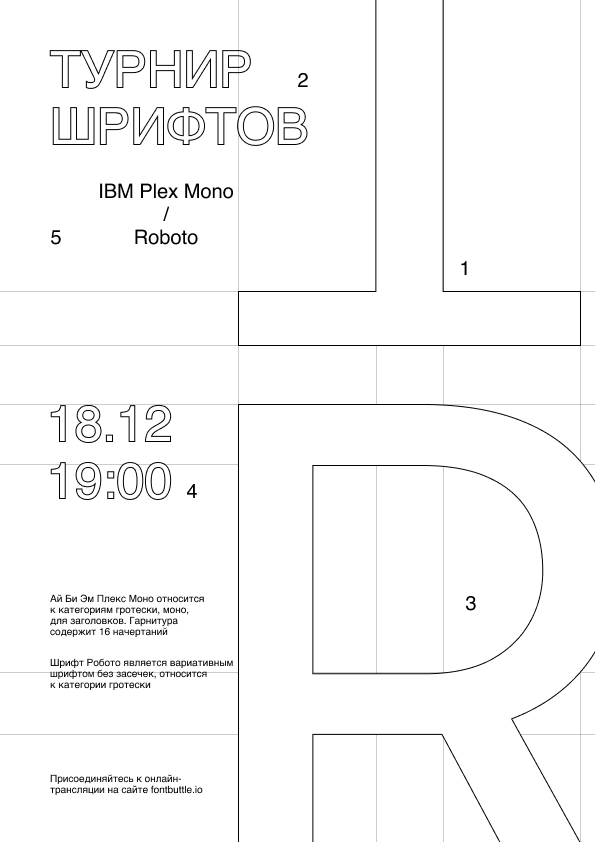 ТУРНИР
2
ШРИФТОВ
IBM Plex Mono
/
5
Roboto
1
18.12
19:00
4
Ай Би Эм Плекс Моно относится
к категориям гротески, моно,
для заголовков. Гарнитура
содержит 16 начертаний
3
Шрифт Робото является вариативным
шрифтом без засечек, относится
к категории гротески
Присоединяйтесь к онлайн-
трансляции на сайте fontbuttle.io
I
R